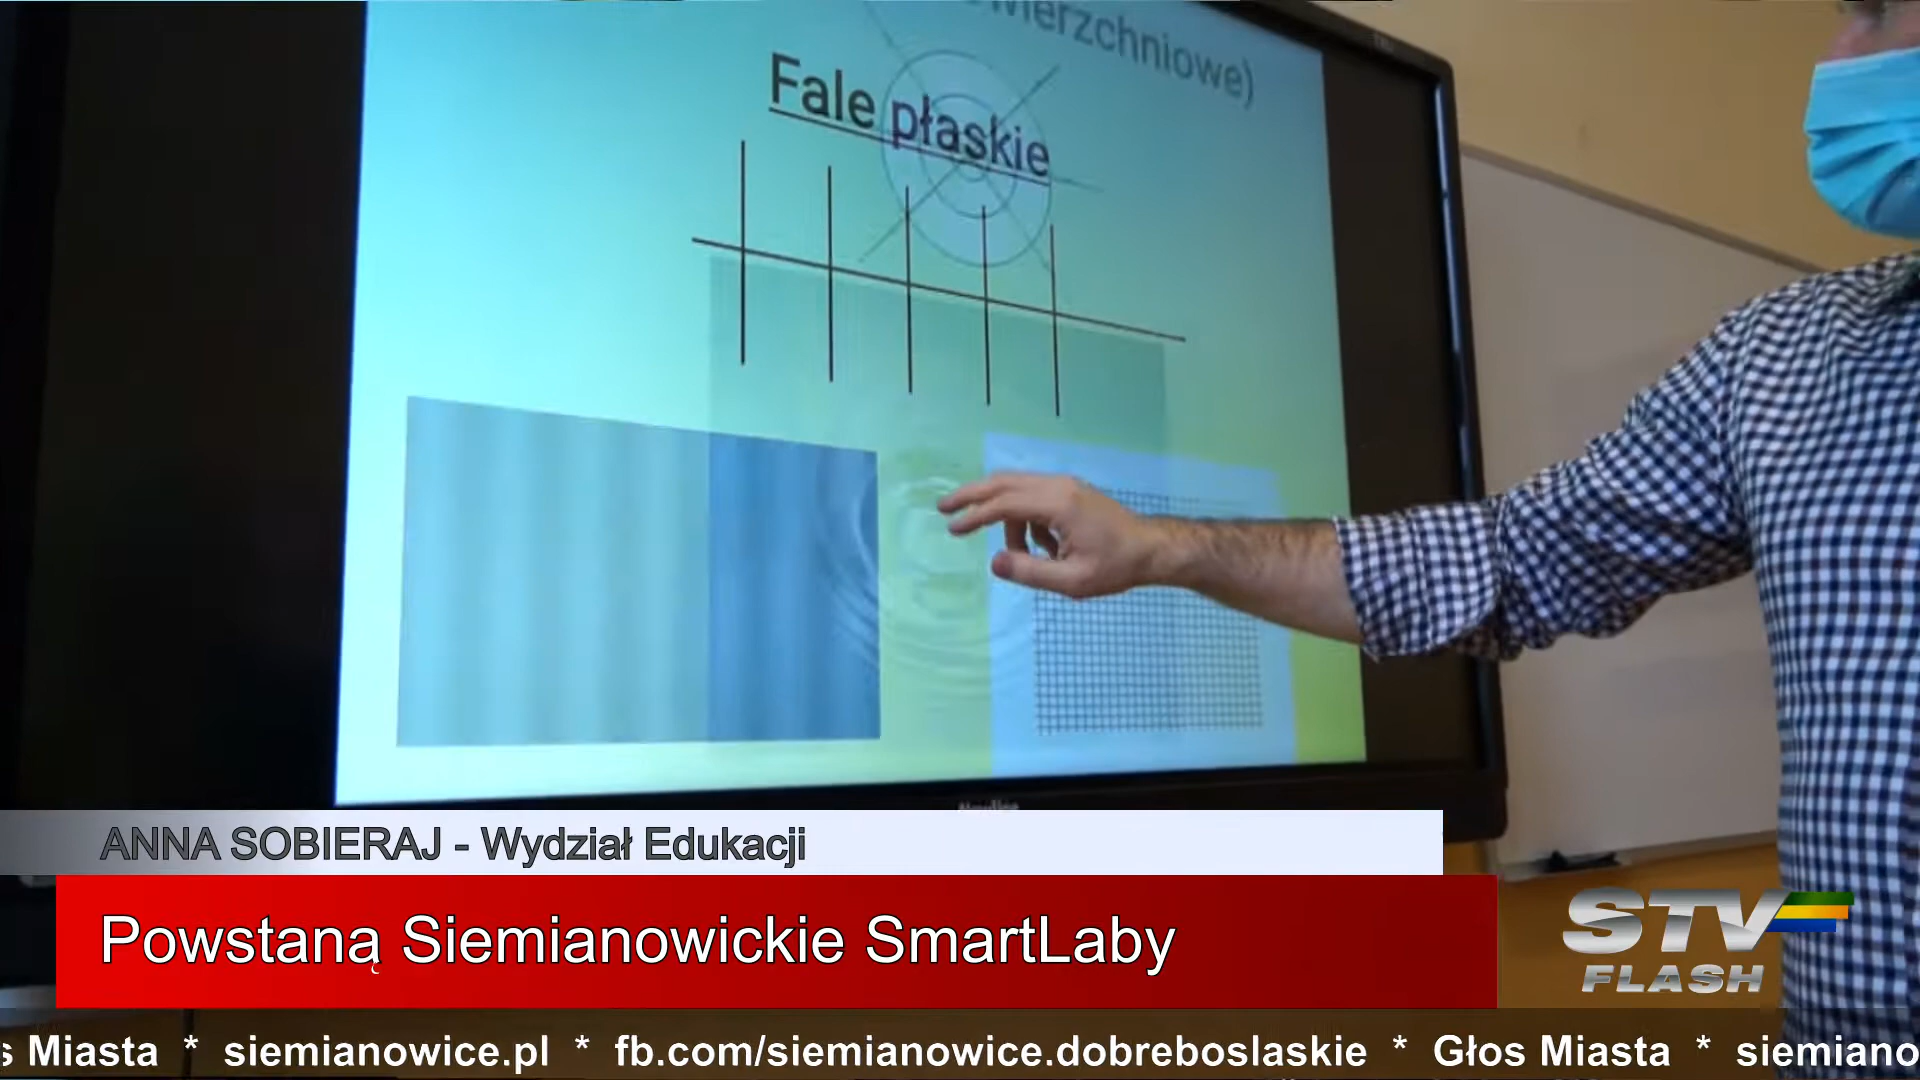 Fale płaskie
ANNA SOBIERAJ - Wydział Edukacji
Powstaną Siemianowickie SmartLaby
STV
FLASH
Miasta * siemianowice.pl * fb.com/siemianowice.dobreboslaskie * Głos Miasta * siemiano